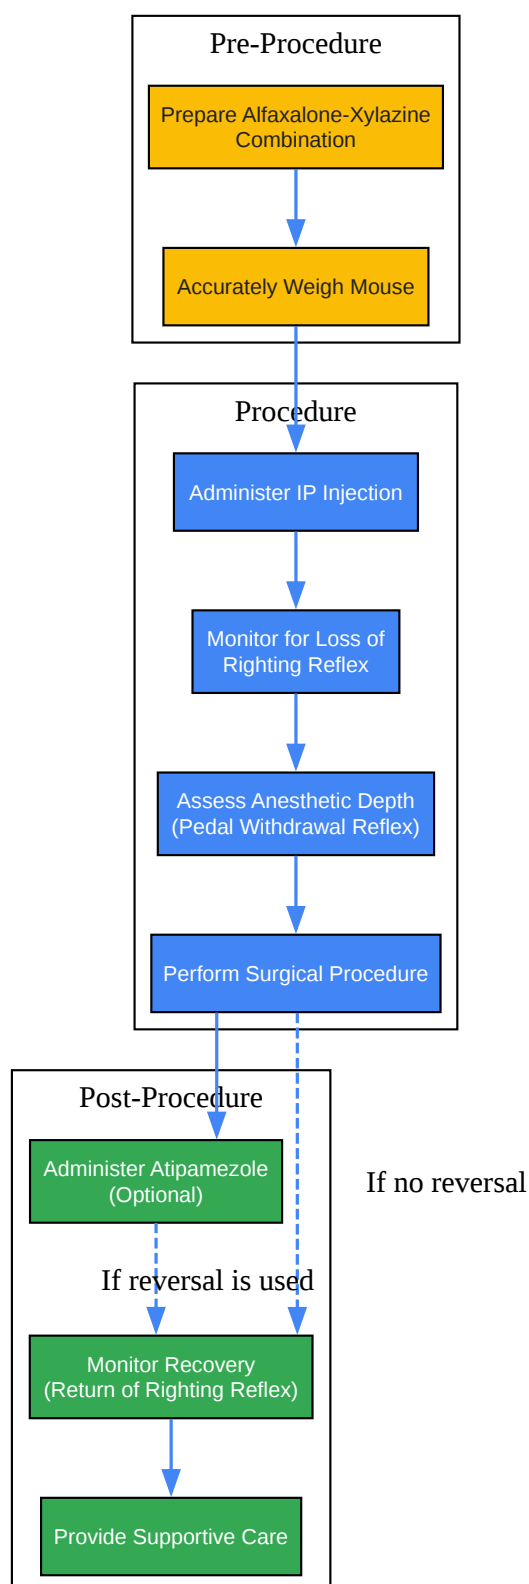 Pre-Procedure
Prepare Alfaxalone-Xylazine
Combination
Accurately Weigh Mouse
Procedure
Administer IP Injection
Monitor for Loss of
Righting Reflex
Assess Anesthetic Depth
(Pedal Withdrawal Reflex)
Perform Surgical Procedure
Post-Procedure
Administer Atipamezole
(Optional)
If no reversal
If reversal is used
Monitor Recovery
(Return of Righting Reflex)
Provide Supportive Care